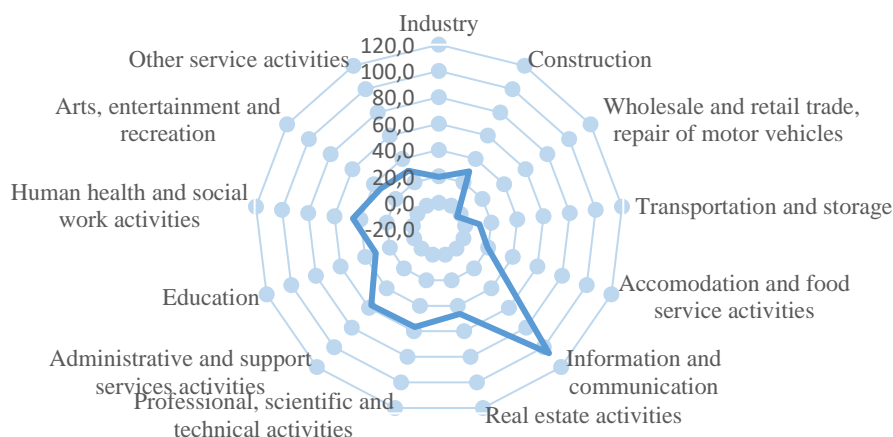 Industry
120,0
100,0
80,0
60,0
40,0
20,0
0,0
-20,0
Construction
Wholesale and retail trade,
repair of motor vehicles
Transportation and storage
Accomodation and food
service activities
Information and
communication
Real estate activities
Professional, scientific and
technical activities
Administrative and support
services activities
Education
Human health and social
work activities
Arts, entertainment and
recreation
Other service activities